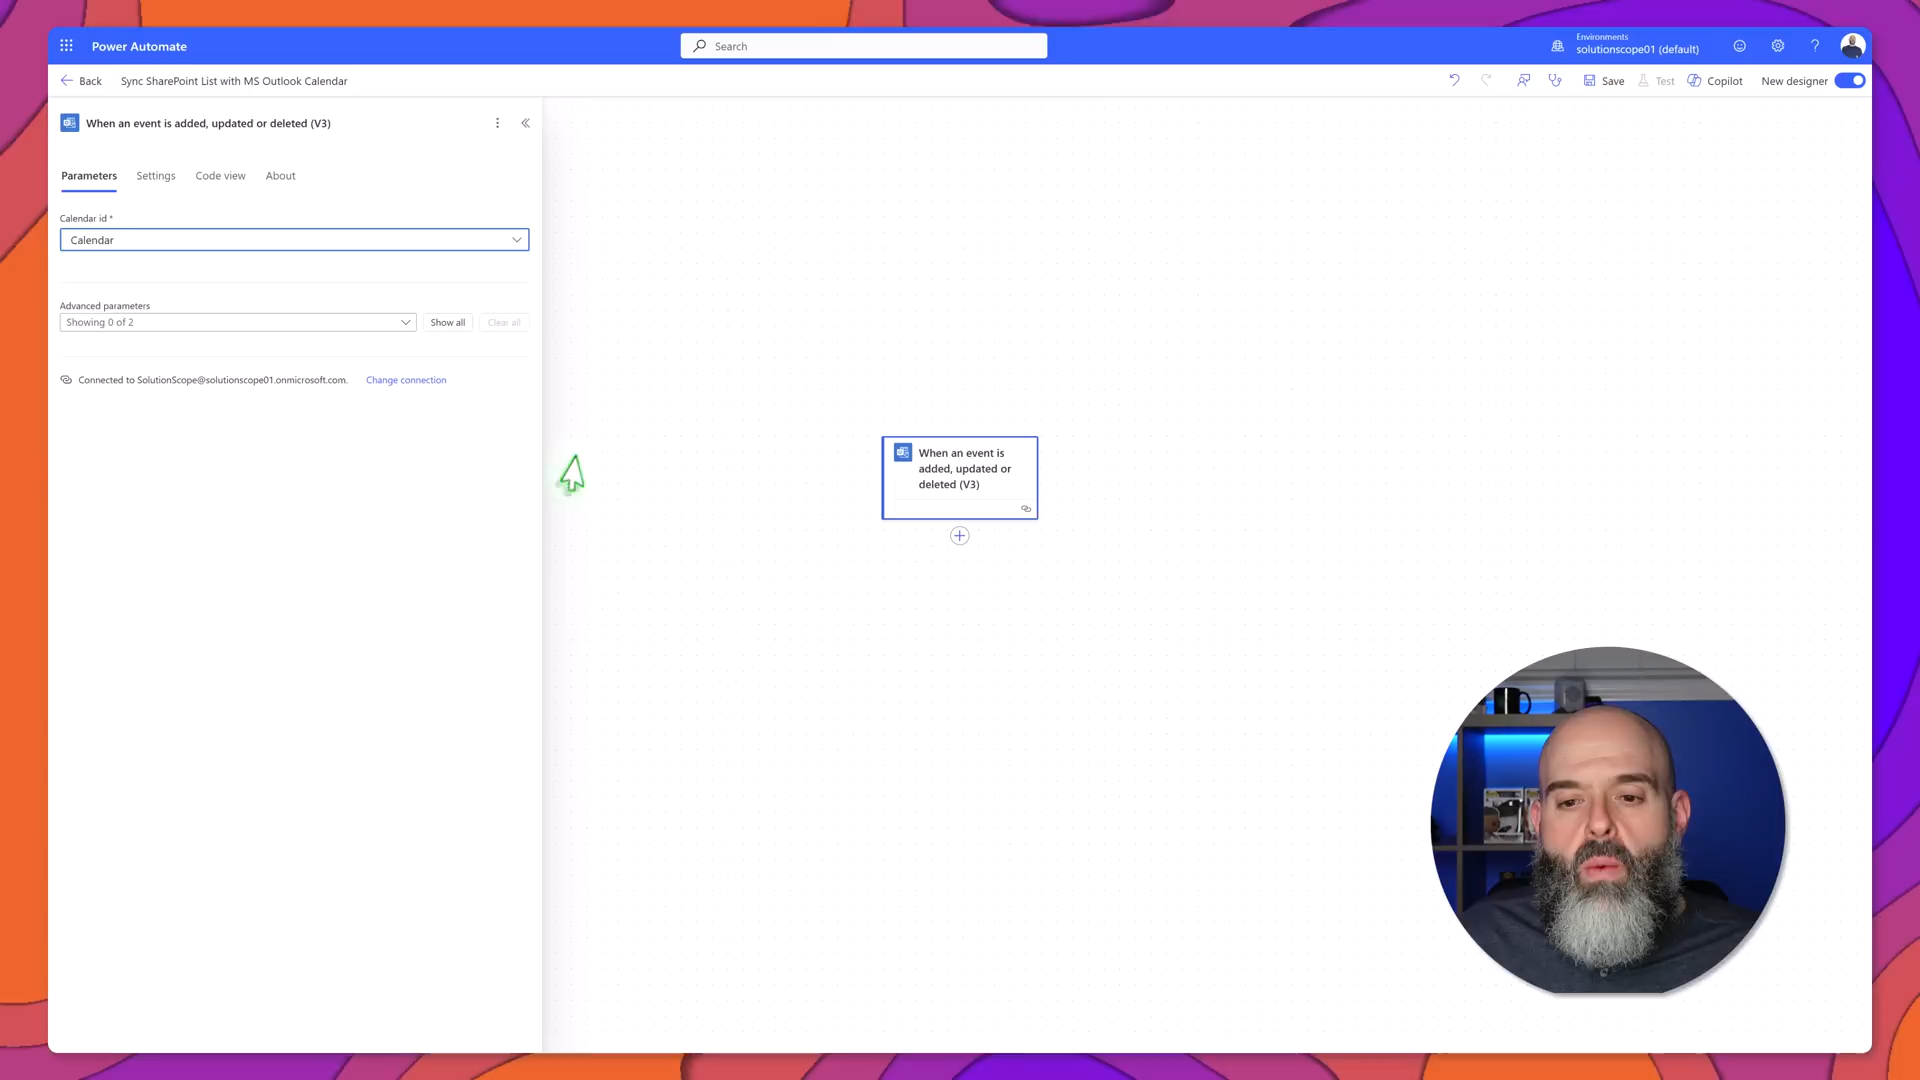 Power Automate
Search
Environments
solutionscope01 (default)
?
Back
Sync SharePoint List with MS Outlook Calendar
Save
Test
Copilot
New designer
When an event is added, updated or deleted (V3)
Parameters
Settings
Code view
About
Calendar id *
Calendar
Advanced parameters
Showing 0 of 2
Show all
Clear all
Connected to SolutionScope@solutionscope01.onmicrosoft.com.
Change connection
When an event is
added, updated or
deleted (V3)